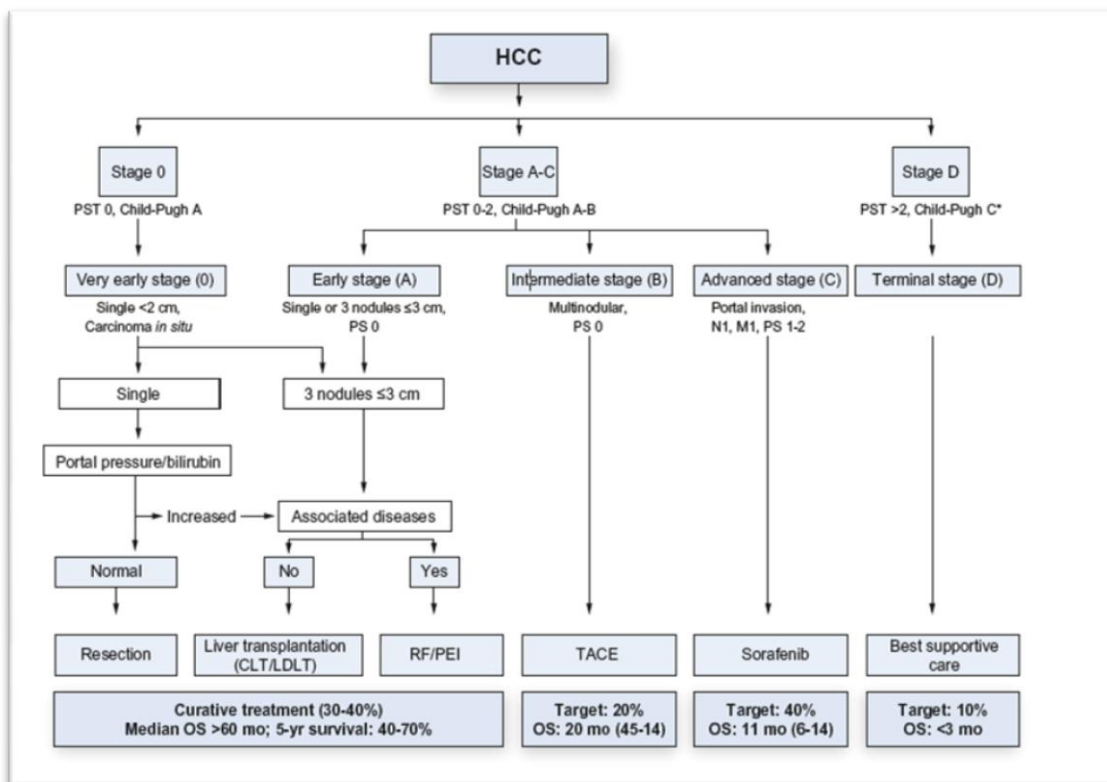 HCC
Stage 0
Stage A-C
Stage D
PST 0, Child-Pugh A
PST 0-2, Child-Pugh A-B
PST >2, Child-Pugh C*
Very early stage (0)
Early stage (A)
Intermediate stage (B)
Advanced stage (C)
Terminal stage (D)
Single <2 cm,
Carcinoma in situ
Single or 3 nodules ≤3 cm,
PS 0
Multinodular,
PS 0
Portal invasion,
N1, M1, PS 1-2
Single
3 nodules ≤3 cm
Portal pressure/bilirubin
Increased
Associated diseases
Normal
No
Yes
Resection
Liver transplantation
(CLT/LDLT)
RF/PEI
TACE
Sorafenib
Best supportive
care
Curative treatment (30-40%)
Median OS >60 mo; 5-yr survival: 40-70%
Target: 20%
OS: 20 mo (45-14)
Target: 40%
OS: 11 mo (6-14)
Target: 10%
OS: <3 mo